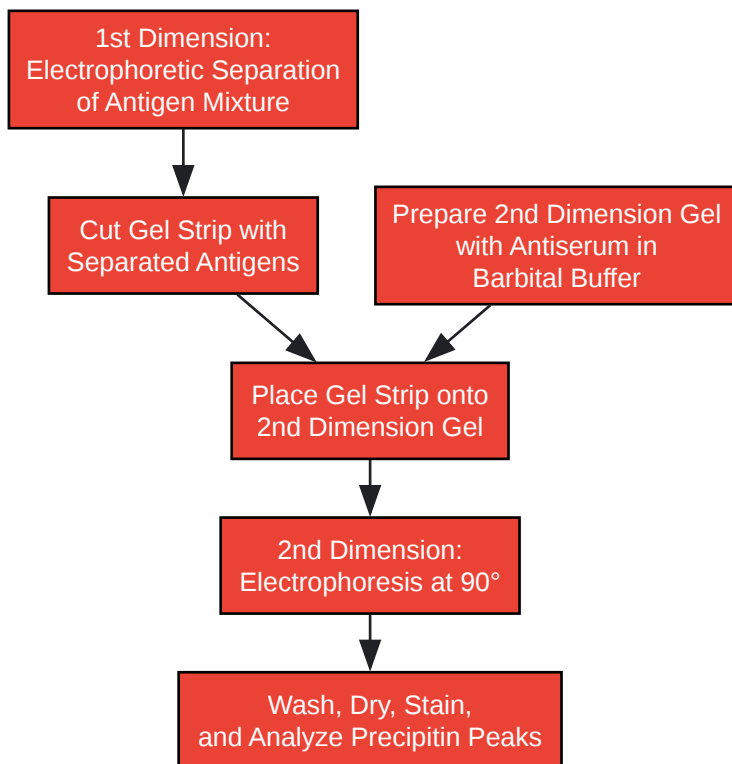 1st Dimension:
Electrophoretic Separation
of Antigen Mixture
Cut Gel Strip with
Separated Antigens
Prepare 2nd Dimension Gel
with Antiserum in
Barbital Buffer
Place Gel Strip onto
2nd Dimension Gel
2nd Dimension:
Electrophoresis at 90°
Wash, Dry, Stain,
and Analyze Precipitin Peaks